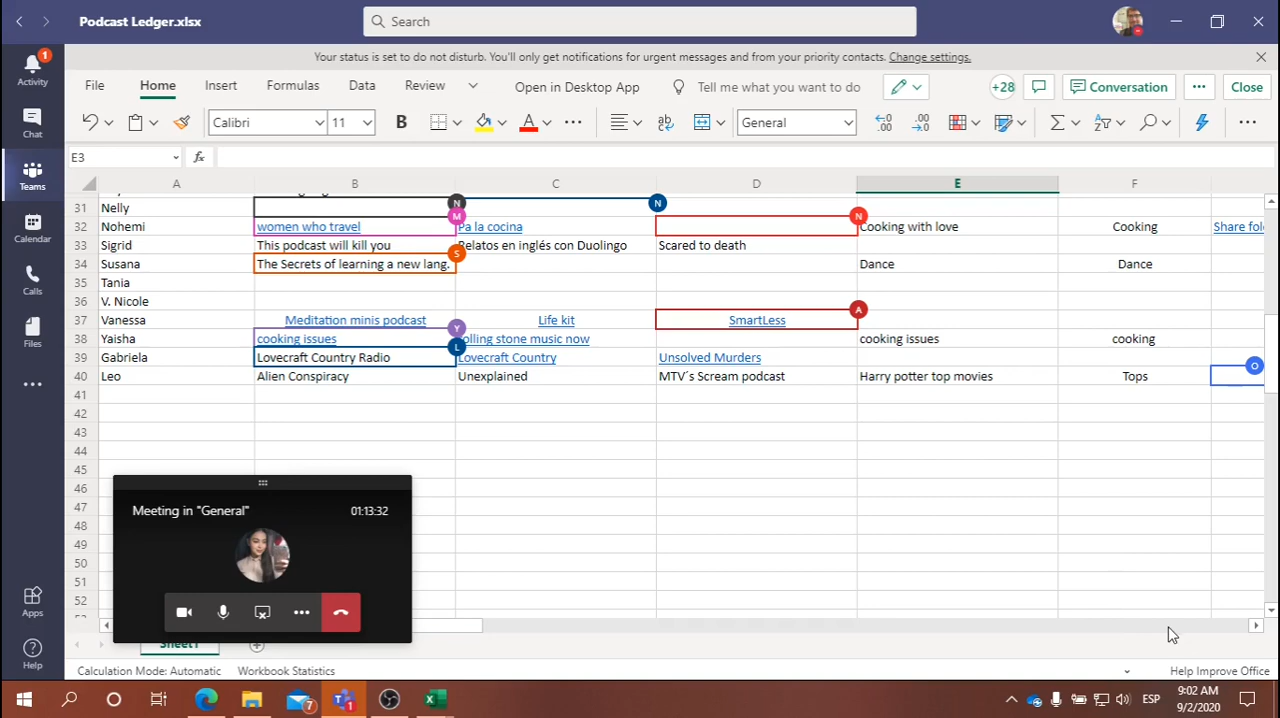 Podcast Ledger.xlsx
Search
Your status is set to do not disturb. You'll only get notifications for urgent messages and from your priority contacts. Change settings.
1
Activity
Chat
Teams
Calendar
Calls
Files
Apps
Help
File Home Insert Formulas Data Review Open in Desktop App Tell me what you want to do +28 Conversation Close
Calibri 11 B A General
E3 fx
A B C D E F
31 Nelly N N
32 Nohemi women who travel M Pa la cocina N Cooking with love Cooking Share fol
33 Sigrid This podcast will kill you Relatos en inglés con Duolingo Scared to death
34 Susana The Secrets of learning a new lang. S Dance Dance
35 Tania
36 V. Nicole
37 Vanessa Meditation minis podcast Life kit SmartLess A
38 Yaisha cooking issues Y olling stone music now cooking issues cooking
39 Gabriela Lovecraft Country Radio L Lovecraft Country Unsolved Murders
40 Leo Alien Conspiracy Unexplained MTV´s Scream podcast Harry potter top movies Tops O
41
42
43
44
45
46
47
48
49
50
51
52
Meeting in "General" 01:13:32
Sheet1
Calculation Mode: Automatic Workbook Statistics Help Improve Office
7 1 ESP 9:02 AM
9/2/2020